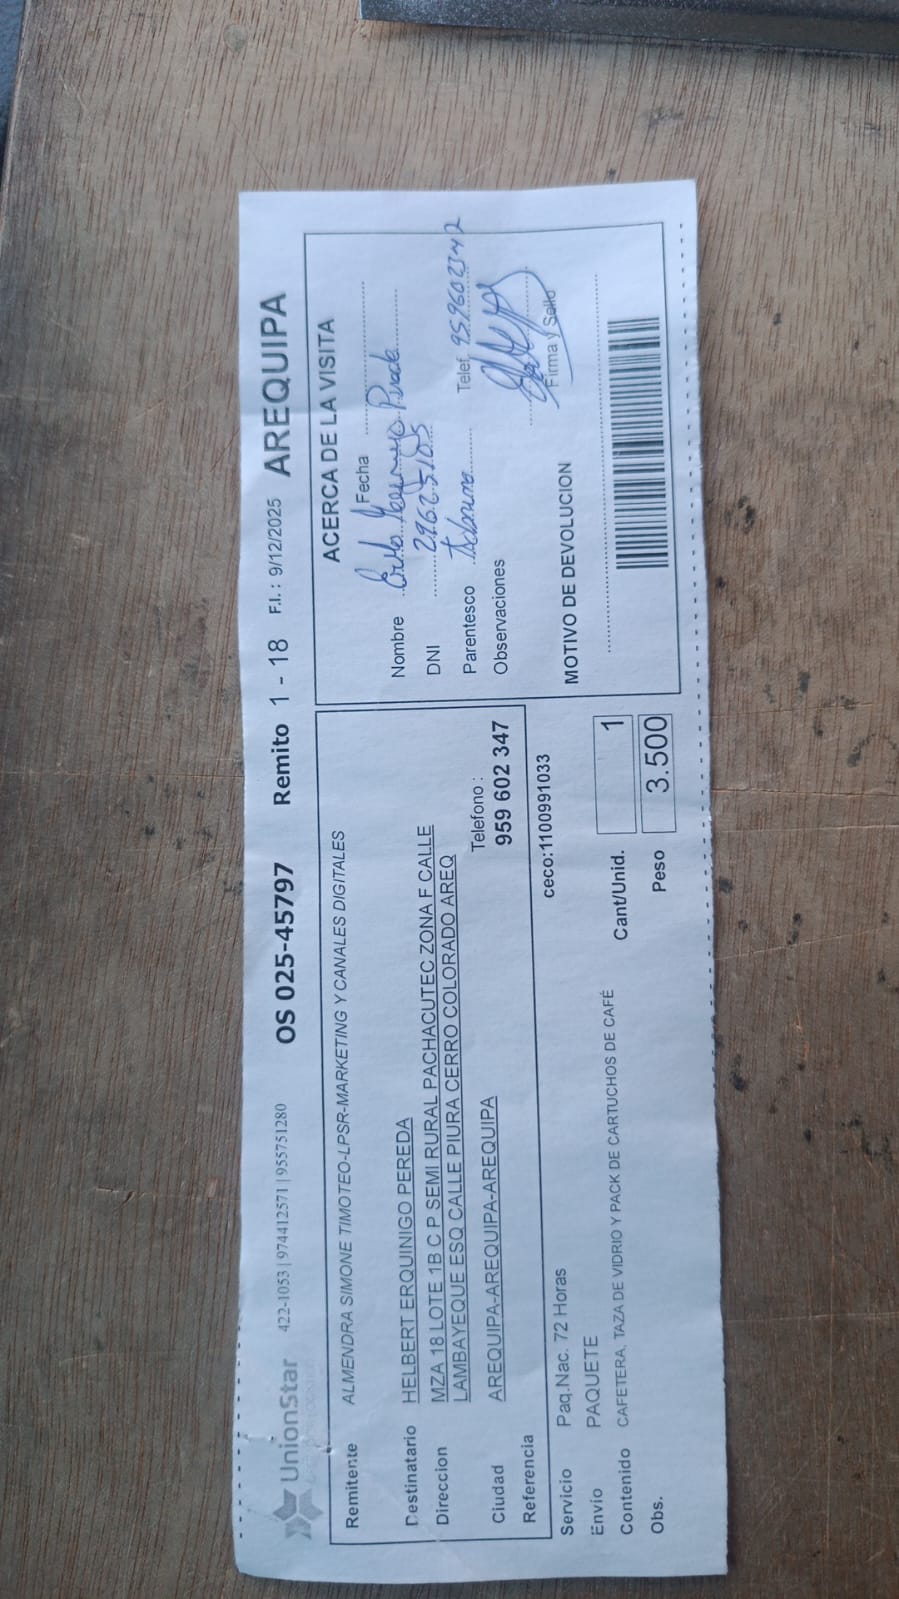 UnionStar 422-1053 | 974412571 | 955751280 OS 025-45797 Remito 1 - 18 F.I.: 9/12/2025 AREQUIPA
Remitente ALMENDRA SIMONE TIMOTEO-LPSR-MARKETING Y CANALES DIGITALES
Destinatario HELBERT ERQUINIGO PEREDA
Direccion MZA 18 LOTE 1B C P SEMI RURAL PACHACUTEC ZONA F CALLE
LAMBAYEQUE ESQ CALLE PIURA CERRO COLORADO AREQ
Telefono :
Ciudad AREQUIPA-AREQUIPA-AREQUIPA 959 602 347
Referencia
ceco:1100991033
Servicio Paq.Nac. 72 Horas
Envio PAQUETE
Contenido CAFETERA, TAZA DE VIDRIO Y PACK DE CARTUCHOS DE CAFÉ
Cant/Unid. 1
Obs.
Peso 3.500
ACERCA DE LA VISITA
Fecha
Nombre
DNI 29625105
Parentesco Telef. 959602342
Observaciones
Firma y Sello
MOTIVO DE DEVOLUCION